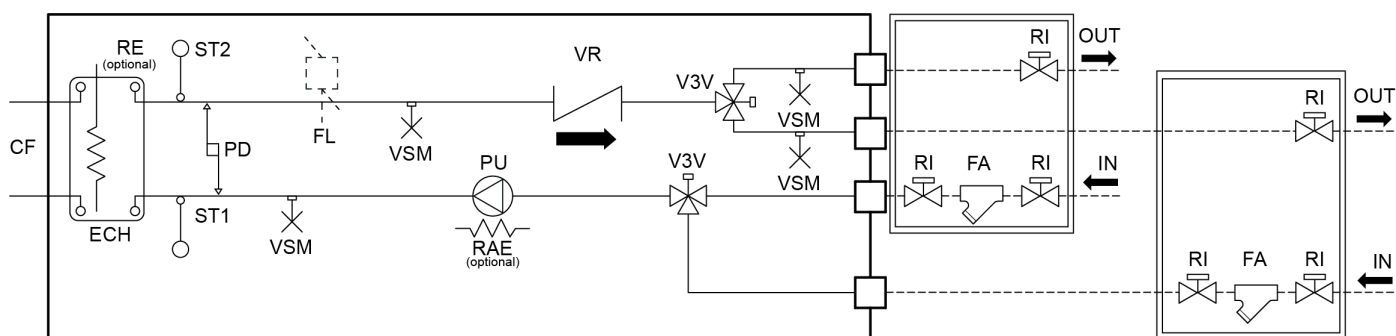 RE
(optional)
ST2
FL
VSM
VR
V3V
VSM
VSM
RI
OUT
RI
OUT
CF
PD
ECH
ST1
VSM
PU
RAE
(optional)
V3V
RI
FA
RI
IN
RI
FA
RI
IN